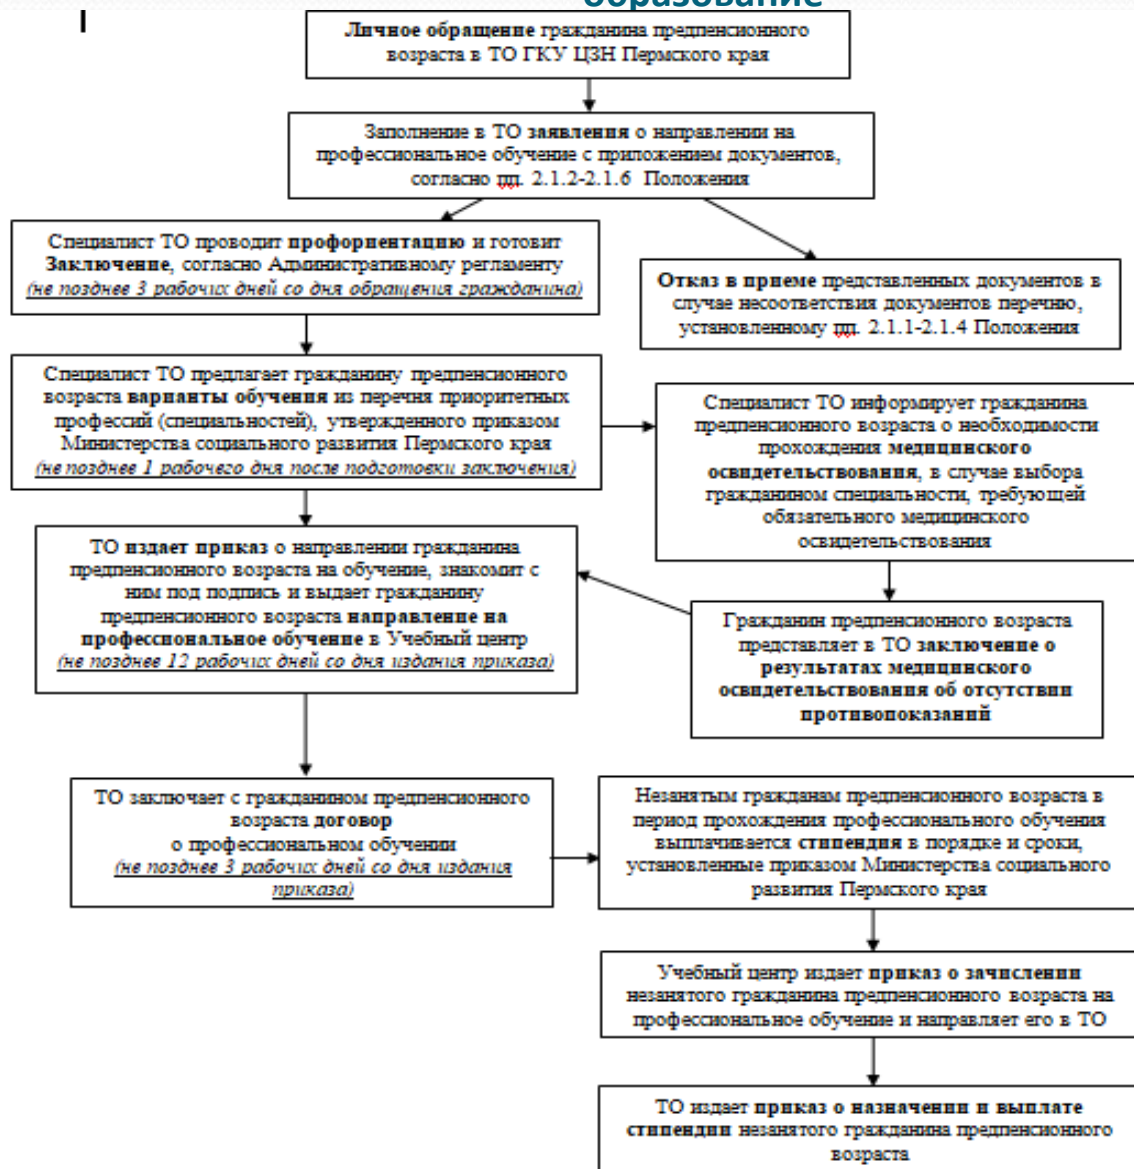 образование
Личное обращение гражданина предпенсионного
возраста в ТО ГКУ ЦЗН Пермского края
Заполнение в ТО заявления о направлении на
профессиональное обучение с приложением документов,
согласно пп. 2.1.2-2.1.6 Положения
Специалист ТО проводит профориентацию и готовит
Заключение, согласно Административному регламенту
(не позднее 3 рабочих дней со дня обращения гражданина)
Отказ в приеме представленных документов в
случае несоответствия документов перечню,
установленному пп. 2.1.1-2.1.4 Положения
Специалист ТО предлагает гражданину предпенсионного
возраста варианты обучения из перечня приоритетных
профессий (специальностей), утвержденного приказом
Министерства социального развития Пермского края
(не позднее 1 рабочего дня после подготовки заключения)
Специалист ТО информирует гражданина
предпенсионного возраста о необходимости
прохождения медицинского
освидетельствования, в случае выбора
гражданином специальности, требующей
обязательного медицинского
освидетельствования
ТО издает приказ о направлении гражданина
предпенсионного возраста на обучение, знакомит с
ним под подпись и выдает гражданину
предпенсионного возраста направление на
профессиональное обучение в Учебный центр
(не позднее 12 рабочих дней со дня издания приказа)
Гражданин предпенсионного возраста
представляет в ТО заключение о
результатах медицинского
освидетельствования об отсутствии
противопоказаний
ТО заключает с гражданином предпенсионного
возраста договор
о профессиональном обучении
(не позднее 3 рабочих дней со дня издания
приказа)
Незанятым гражданам предпенсионного возраста в
период прохождения профессионального обучения
выплачивается стипендия в порядке и сроки,
установленные приказом Министерства социального
развития Пермского края
Учебный центр издает приказ о зачислении
незанятого гражданина предпенсионного возраста на
профессиональное обучение и направляет его в ТО
ТО издает приказ о назначении и выплате
стипендии незанятого гражданина предпенсионного
возраста